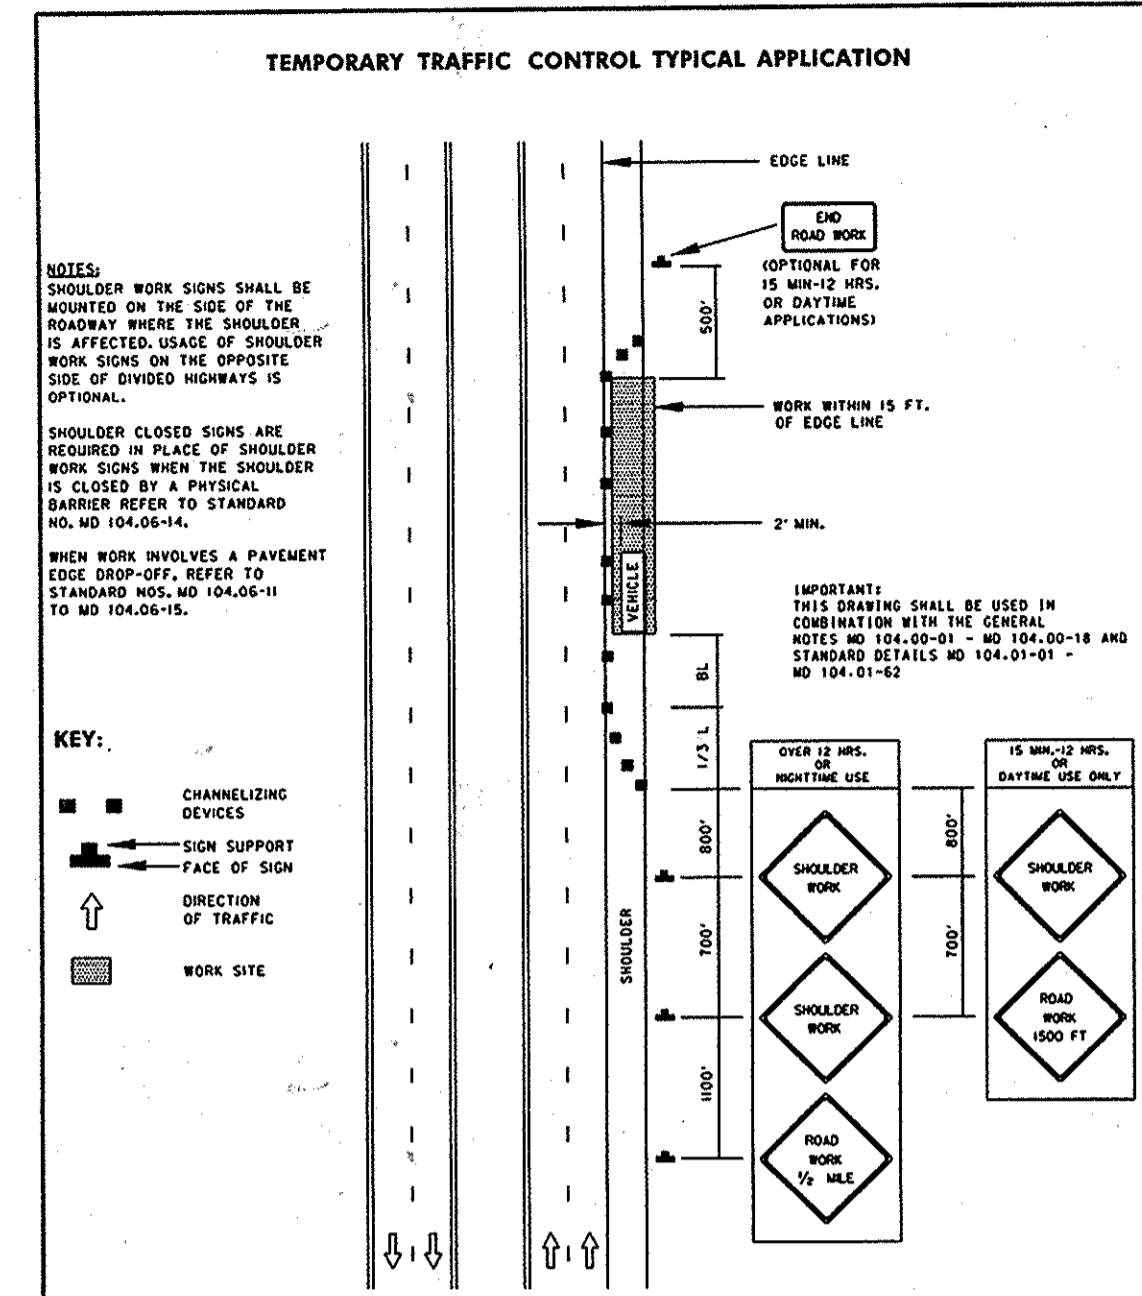 TEMPORARY TRAFFIC CONTROL TYPICAL APPLICATION
EDGE LINE
END
ROAD WORK
(OPTIONAL FOR
15 MIN-12 HRS.
OR DAYTIME
APPLICATIONS)
500'
NOTES:
SHOULDER WORK SIGNS SHALL BE
MOUNTED ON THE SIDE OF THE
ROADWAY WHERE THE SHOULDER
IS AFFECTED. USAGE OF SHOULDER
WORK SIGNS ON THE OPPOSITE
SIDE OF DIVIDED HIGHWAYS IS
OPTIONAL.
SHOULDER CLOSED SIGNS ARE
REQUIRED IN PLACE OF SHOULDER
WORK SIGNS WHEN THE SHOULDER
IS CLOSED BY A PHYSICAL
BARRIER REFER TO STANDARD
NO. MD 104.06-14.
WHEN WORK INVOLVES A PAVEMENT
EDGE DROP-OFF, REFER TO
STANDARD NOS. MD 104.06-11
TO MD 104.06-15.
WORK WITHIN 15 FT.
OF EDGE LINE
2' MIN.
VEHICLE
IMPORTANT:
THIS DRAWING SHALL BE USED IN
COMBINATION WITH THE GENERAL
NOTES MD 104.00-01 - MD 104.00-18 AND
STANDARD DETAILS MD 104.01-01 -
MD 104.01-62
BL
1/3 L
800'
700'
1100'
SHOULDER
KEY:
CHANNELIZING
DEVICES
SIGN SUPPORT
FACE OF SIGN
DIRECTION
OF TRAFFIC
WORK SITE
OVER 12 HRS.
OR
NIGHTTIME USE
SHOULDER
WORK
SHOULDER
WORK
ROAD
WORK
1/2 MILE
15 MIN.-12 HRS.
OR
DAYTIME USE ONLY
800'
700'
SHOULDER
WORK
ROAD
WORK
1500 FT